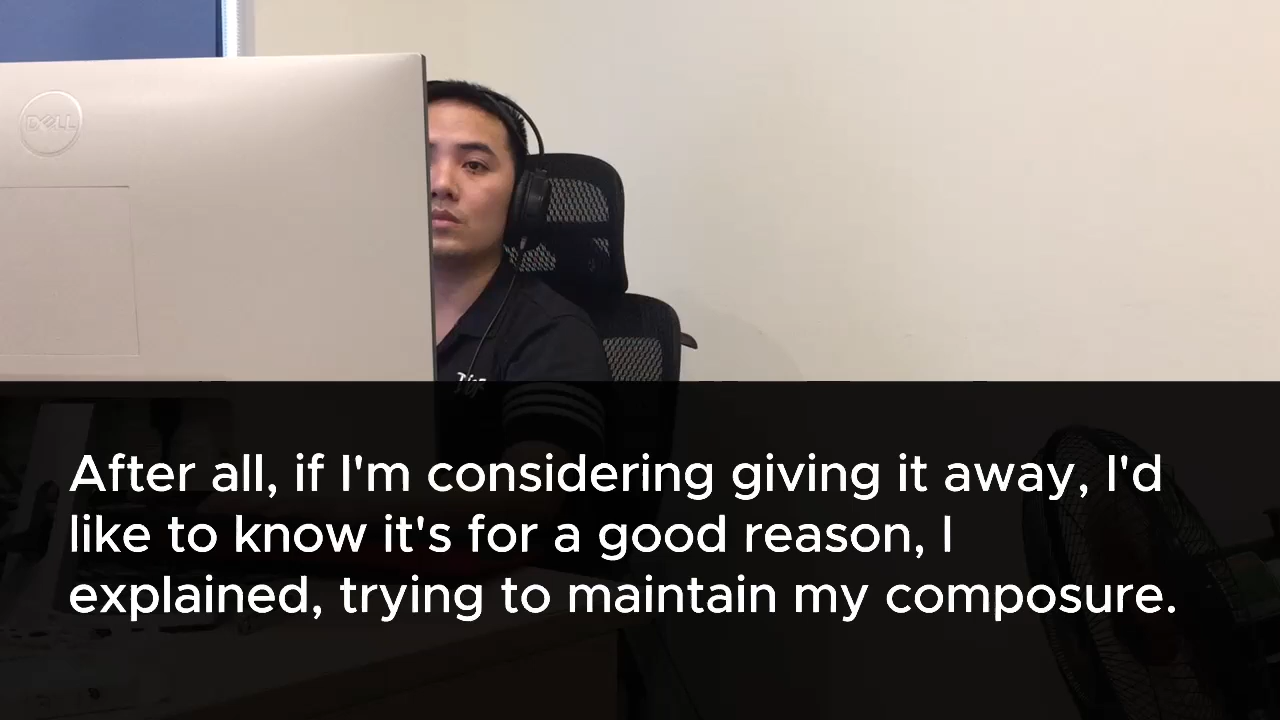 DELL
After all, if I'm considering giving it away, I'd
like to know it's for a good reason, I
explained, trying to maintain my composure.